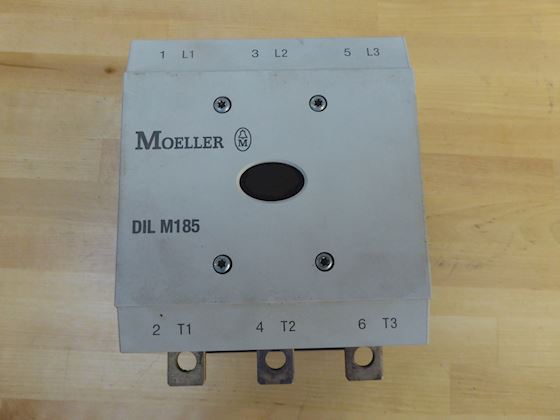 1 L1 3 L2 5 L3
MOELLER M
DIL M185
2 T1 4 T2 6 T3